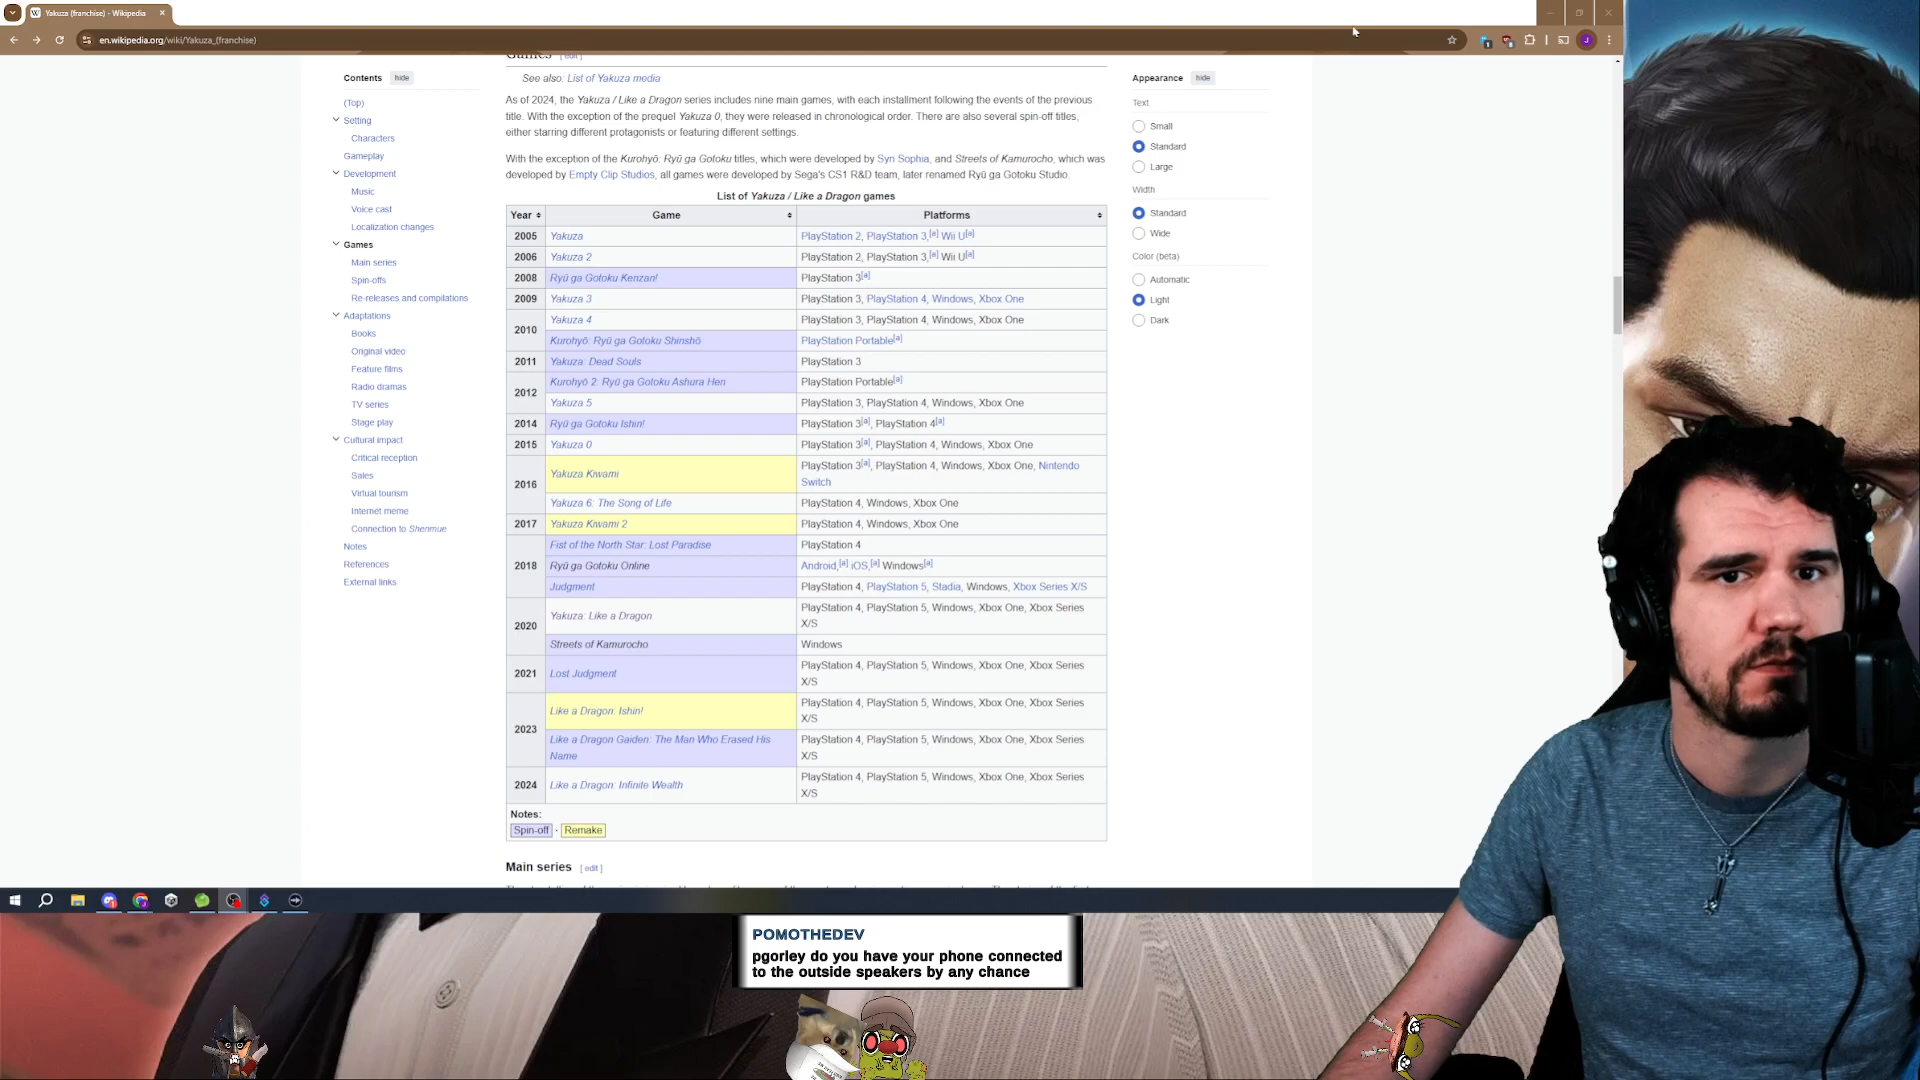 Yakuza (franchise) - Wikipedia
en.wikipedia.org/wiki/Yakuza_(franchise)
Games [ edit ]
Contents hide
(Top)
Setting
Characters
Gameplay
Development
Music
Voice cast
Localization changes
Games
Main series
Spin-offs
Re-releases and compilations
Adaptations
Books
Original video
Feature films
Radio dramas
TV series
Stage play
Cultural impact
Critical reception
Sales
Virtual tourism
Internet meme
Connection to Shenmue
Notes
References
External links
See also: List of Yakuza media
As of 2024, the Yakuza / Like a Dragon series includes nine main games, with each installment following the events of the previous
title. With the exception of the prequel Yakuza 0, they were released in chronological order. There are also several spin-off titles,
either starring different protagonists or featuring different settings.
With the exception of the Kurohyō: Ryū ga Gotoku titles, which were developed by Syn Sophia, and Streets of Kamurocho, which was
developed by Empty Clip Studios, all games were developed by Sega's CS1 R&D team, later renamed Ryū ga Gotoku Studio.
List of Yakuza / Like a Dragon games
Year Game Platforms
2005 Yakuza PlayStation 2, PlayStation 3,[a] Wii U[a]
2006 Yakuza 2 PlayStation 2, PlayStation 3,[a] Wii U[a]
2008 Ryū ga Gotoku Kenzan! PlayStation 3[a]
2009 Yakuza 3 PlayStation 3, PlayStation 4, Windows, Xbox One
2010 Yakuza 4 PlayStation 3, PlayStation 4, Windows, Xbox One
Kurohyō: Ryū ga Gotoku Shinshō PlayStation Portable[a]
2011 Yakuza: Dead Souls PlayStation 3
2012 Kurohyō 2: Ryū ga Gotoku Ashura Hen PlayStation Portable[a]
Yakuza 5 PlayStation 3, PlayStation 4, Windows, Xbox One
2014 Ryū ga Gotoku Ishin! PlayStation 3[a], PlayStation 4[a]
2015 Yakuza 0 PlayStation 3[a], PlayStation 4, Windows, Xbox One
2016 Yakuza Kiwami PlayStation 3[a], PlayStation 4, Windows, Xbox One, Nintendo
Switch
Yakuza 6: The Song of Life PlayStation 4, Windows, Xbox One
2017 Yakuza Kiwami 2 PlayStation 4, Windows, Xbox One
2018 Fist of the North Star: Lost Paradise PlayStation 4
Ryū ga Gotoku Online Android,[a] iOS,[a] Windows[a]
Judgment PlayStation 4, PlayStation 5, Stadia, Windows, Xbox Series X/S
2020 Yakuza: Like a Dragon PlayStation 4, PlayStation 5, Windows, Xbox One, Xbox Series
X/S
Streets of Kamurocho Windows
2021 Lost Judgment PlayStation 4, PlayStation 5, Windows, Xbox One, Xbox Series
X/S
2023 Like a Dragon: Ishin! PlayStation 4, PlayStation 5, Windows, Xbox One, Xbox Series
X/S
Like a Dragon Gaiden: The Man Who Erased His PlayStation 4, PlayStation 5, Windows, Xbox One, Xbox Series
Name X/S
2024 Like a Dragon: Infinite Wealth PlayStation 4, PlayStation 5, Windows, Xbox One, Xbox Series
X/S
Notes:
Spin-off · Remake
Main series [ edit ]
Appearance hide
Text
Small
Standard
Large
Width
Standard
Wide
Color (beta)
Automatic
Light
Dark
POMOTHEDEV
pgorley do you have your phone connected
to the outside speakers by any chance